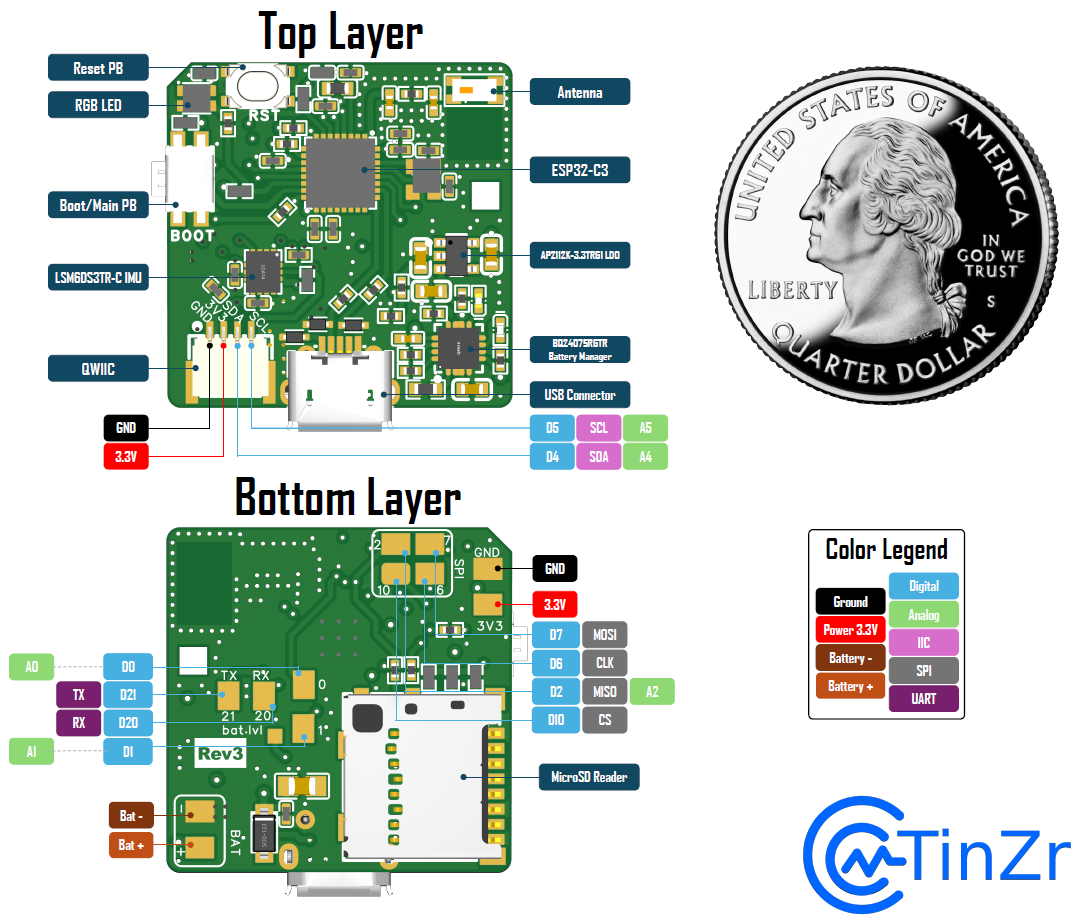 Top Layer
Reset PB
RGB LED
Boot/Main PB
LSM6DS3TR-C IMU
QWIIC
GND
3.3V
RST
BOOT
GND
3V3
SDA
SCL
Antenna
ESP32-C3
AP2112K-3.3TRG1 LDO
BQ24075RGTR
Battery Manager
USB Connector
D5 SCL A5
D4 SDA A4
UNITED STATES OF AMERICA
LIBERTY
IN
GOD WE
TRUST
S
QUARTER DOLLAR
Bottom Layer
2 7
10 6
SPI
GND
3V3
GND
3.3V
D7 MOSI
D6 CLK
D2 MISO A2
D10 CS
MicroSD Reader
A0 D0
TX D21
RX D20
A1 D1
Bat -
Bat +
TX RX
21 20
0
1
bat.lvl
Rev3
- +
BAT
Color Legend
Ground
Power 3.3V
Battery -
Battery +
Digital
Analog
IIC
SPI
UART
TinZr